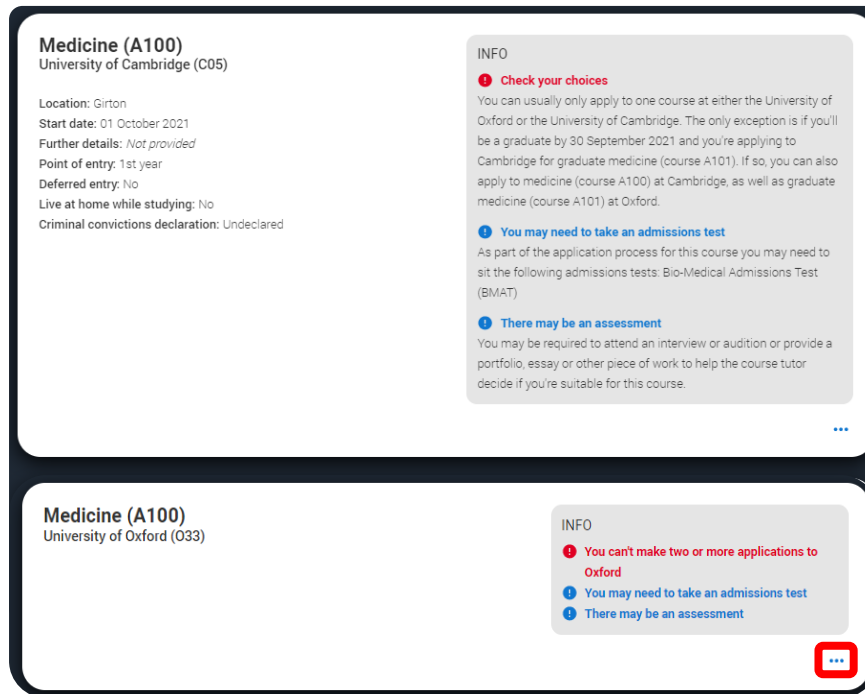 Medicine (A100)
University of Cambridge (C05)
Location: Girton
Start date: 01 October 2021
Further details: Not provided
Point of entry: 1st year
Deferred entry: No
Live at home while studying: No
Criminal convictions declaration: Undeclared
INFO
Check your choices
You can usually only apply to one course at either the University of
Oxford or the University of Cambridge. The only exception is if you'll
be a graduate by 30 September 2021 and you're applying to
Cambridge for graduate medicine (course A101). If so, you can also
apply to medicine (course A100) at Cambridge, as well as graduate
medicine (course A101) at Oxford.
You may need to take an admissions test
As part of the application process for this course you may need to
sit the following admissions tests: Bio-Medical Admissions Test
(BMAT)
There may be an assessment
You may be required to attend an interview or audition or provide a
portfolio, essay or other piece of work to help the course tutor
decide if you're suitable for this course.
Medicine (A100)
University of Oxford (O33)
INFO
You can't make two or more applications to
Oxford
You may need to take an admissions test
There may be an assessment